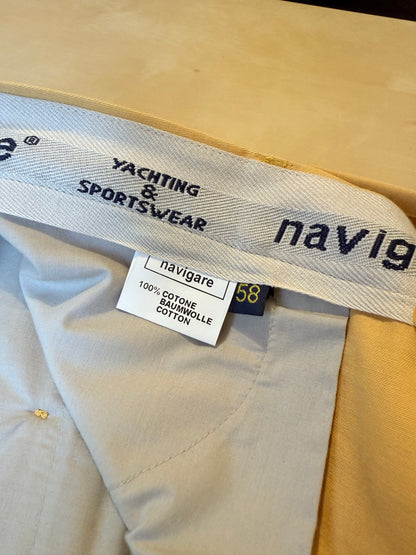 e®
YACHTING
&
SPORTSWEAR
navig
navigare
100% COTONE
BAUMWOLLE
COTTON
58